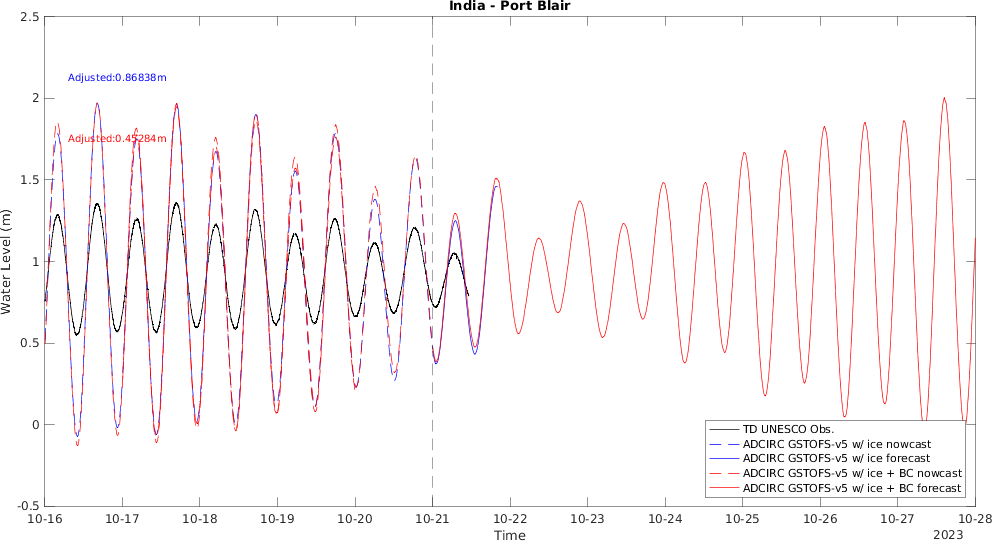 India - Port Blair
2.5
2
1.5
1
0.5
0
-0.5
Water Level (m)
Adjusted:0.86838m
Adjusted:0.45284m
TD UNESCO Obs.
ADCIRC GSTOFS-v5 w/ ice nowcast
ADCIRC GSTOFS-v5 w/ ice forecast
ADCIRC GSTOFS-v5 w/ ice + BC nowcast
ADCIRC GSTOFS-v5 w/ ice + BC forecast
10-16 10-17 10-18 10-19 10-20 10-21 10-22 10-23 10-24 10-25 10-26 10-27 10-28
Time
2023